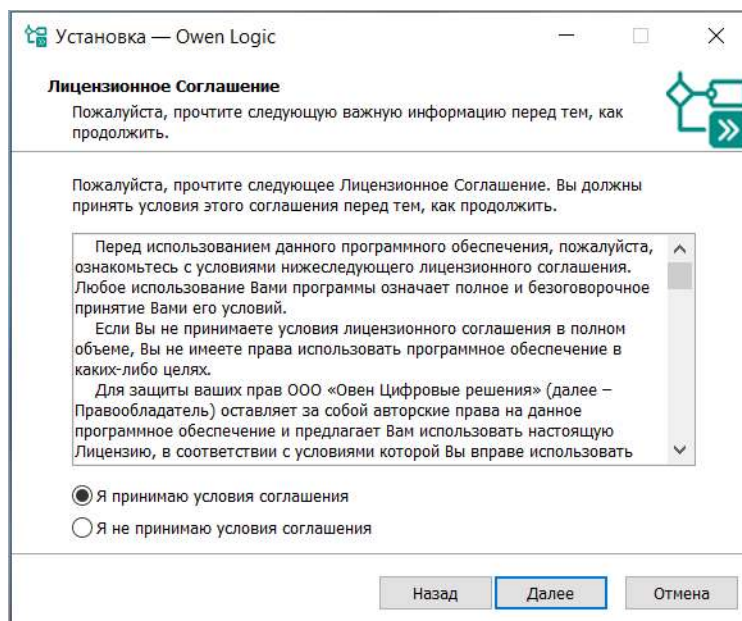 Установка — Owen Logic
Лицензионное Соглашение
Пожалуйста, прочтите следующую важную информацию перед тем, как
продолжить.
Пожалуйста, прочтите следующее Лицензионное Соглашение. Вы должны
принять условия этого соглашения перед тем, как продолжить.
Перед использованием данного программного обеспечения, пожалуйста,
ознакомьтесь с условиями нижеследующего лицензионного соглашения.
Любое использование Вами программы означает полное и безоговорочное
принятие Вами его условий.
Если Вы не принимаете условия лицензионного соглашения в полном
объеме, Вы не имеете права использовать программное обеспечение в
каких-либо целях.
Для защиты ваших прав ООО «Овен Цифровые решения» (далее –
Правообладатель) оставляет за собой авторские права на данное
программное обеспечение и предлагает Вам использовать настоящую
Лицензию, в соответствии с условиями которой Вы вправе использовать
Я принимаю условия соглашения
Я не принимаю условия соглашения
Назад Далее Отмена